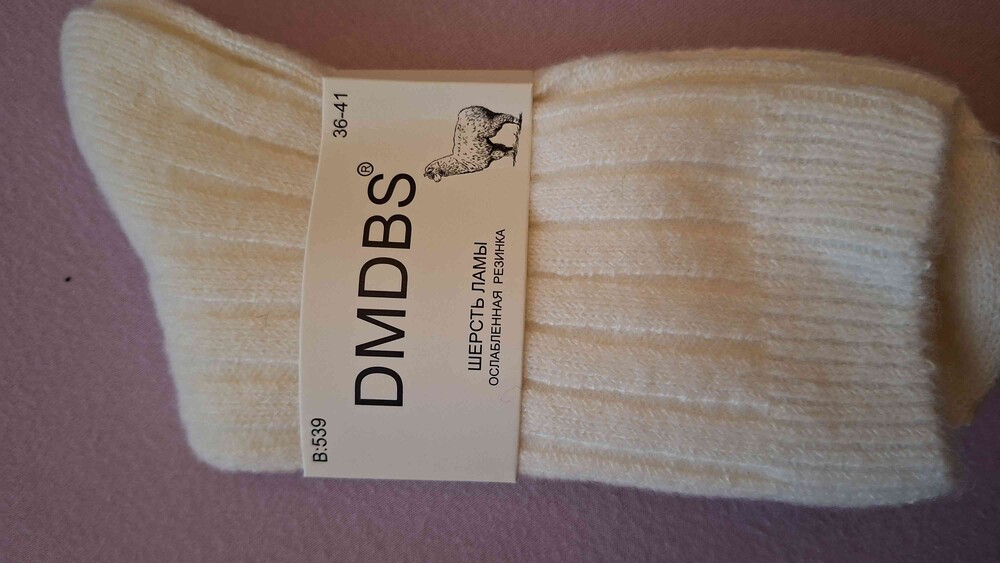 B:539 36-41
DMDBS®
ШЕРСТЬ ЛАМЫ
ОСЛАБЛЕННАЯ РЕЗИНКА